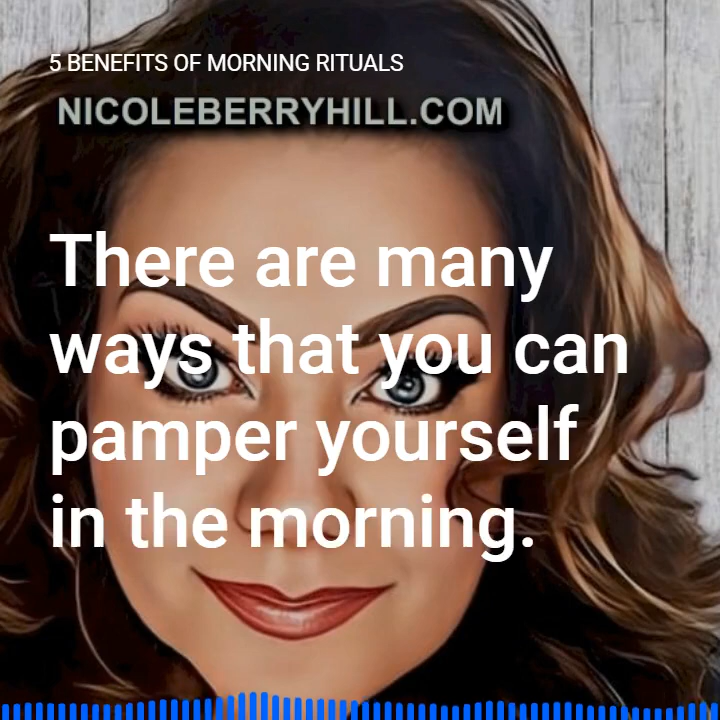 5 BENEFITS OF MORNING RITUALS
NICOLEBERRYHILL.COM
There are many
ways that you can
pamper yourself
in the morning.